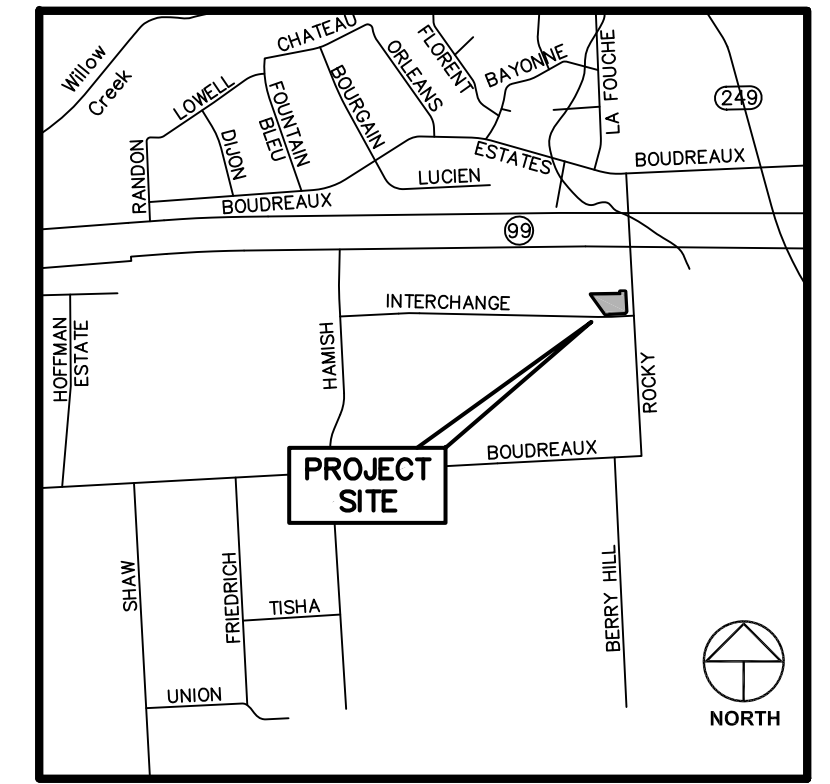 Willow
Creek
CHATEAU
ORLEANS
FLORENT
BAYONNE
LA FOUCHE
249
LOWELL
FOUNTAIN
BLEU
BOURGAIN
DIJON
RANDON
ESTATES
BOUDREAUX
LUCIEN
BOUDREAUX
99
INTERCHANGE
HOFFMAN
ESTATE
HAMISH
ROCKY
BOUDREAUX
PROJECT
SITE
SHAW
FRIEDRICH
TISHA
BERRY HILL
UNION
NORTH